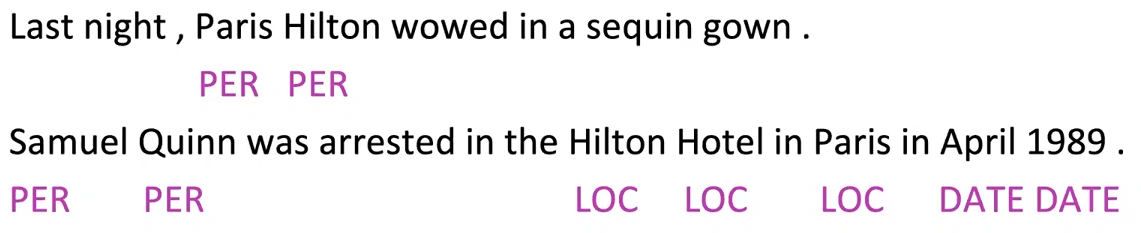 Last night , Paris Hilton wowed in a sequin gown .
PER PER
Samuel Quinn was arrested in the Hilton Hotel in Paris in April 1989 .
PER PER LOC LOC LOC DATE DATE